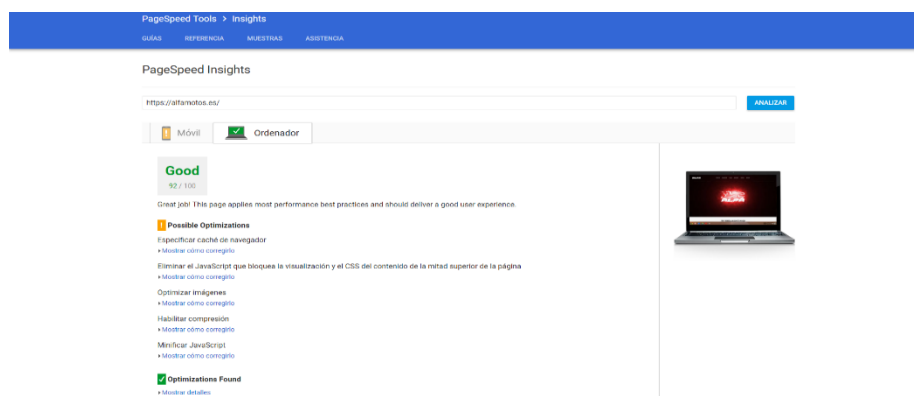 PageSpeed Tools > Insights
GUÍAS REFERENCIA MUESTRAS ASISTENCIA
PageSpeed Insights
https://alfamotos.es/
ANALIZAR
Móvil Ordenador
Good
92 / 100
Great job! This page applies most performance best practices and should deliver a good user experience.
Possible Optimizations
Especificar caché de navegador
Mostrar cómo corregirlo
Eliminar el JavaScript que bloquea la visualización y el CSS del contenido de la mitad superior de la página
Mostrar cómo corregirlo
Optimizar imágenes
Mostrar cómo corregirlo
Habilitar compresión
Mostrar cómo corregirlo
Minificar JavaScript
Mostrar cómo corregirlo
Optimizations Found
Mostrar detalles